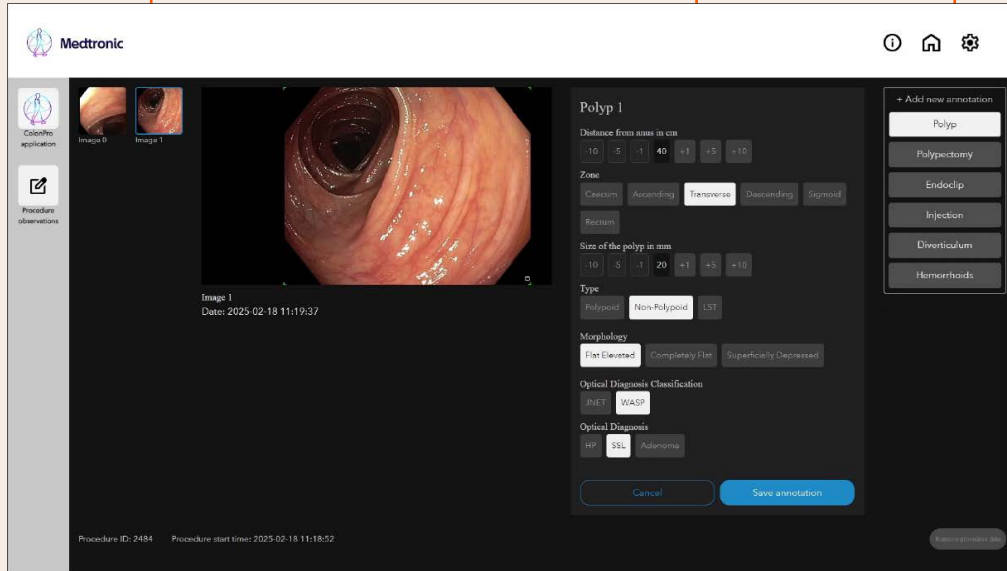 Medtronic
ColonPro
application
Procedure
observations
Image 0
Image 1
Image 1
Date: 2025-02-18 11:19:37
Polyp 1
Distance from anus in cm
-10 -5 -1 40 +1 +5 +10
Zone
Caecum Ascending Transverse Descending Sigmoid
Rectum
Size of the polyp in mm
-10 -5 -1 20 +1 +5 +10
Type
Polypoid Non-Polypoid LST
Morphology
Flat Elevated Completely Flat Superficially Depressed
Optical Diagnosis Classification
JNET WASP
Optical Diagnosis
HP SSL Adenoma
Cancel Save annotation
+ Add new annotation
Polyp
Polypectomy
Endoclip
Injection
Diverticulum
Hemorrhoids
Procedure ID: 2484 Procedure start time: 2025-02-18 11:18:52